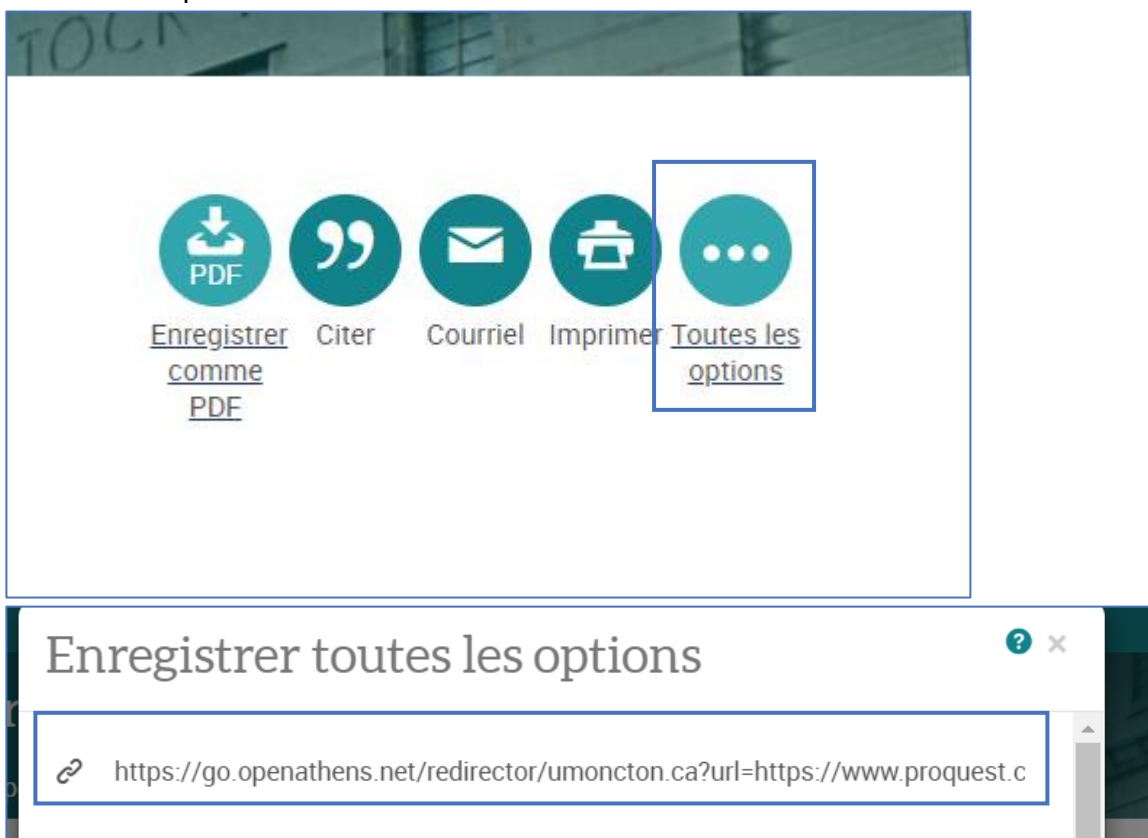 TOCK
PDF
Enregistrer Citer Courriel Imprimer Toutes les
comme options
PDF
Enregistrer toutes les options
https://go.openathens.net/redirector/umoncton.ca?url=https://www.proquest.c